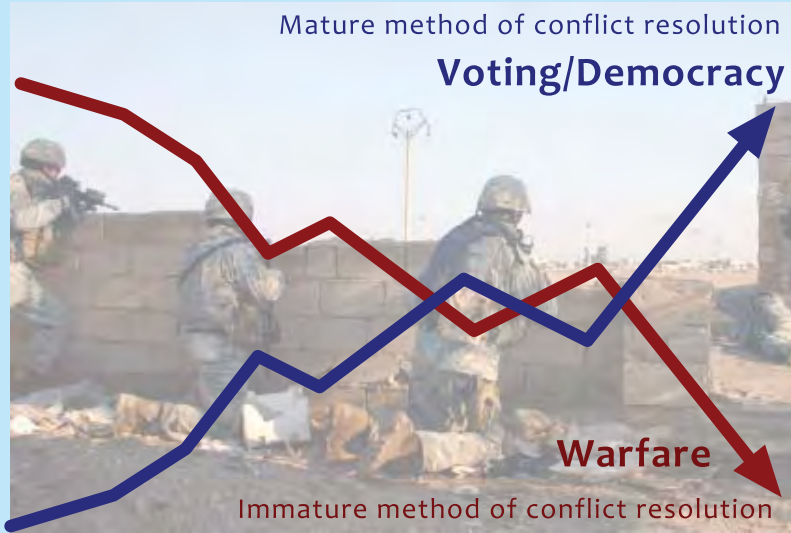 Mature method of conflict resolution
Voting/Democracy
Warfare
Immature method of conflict resolution